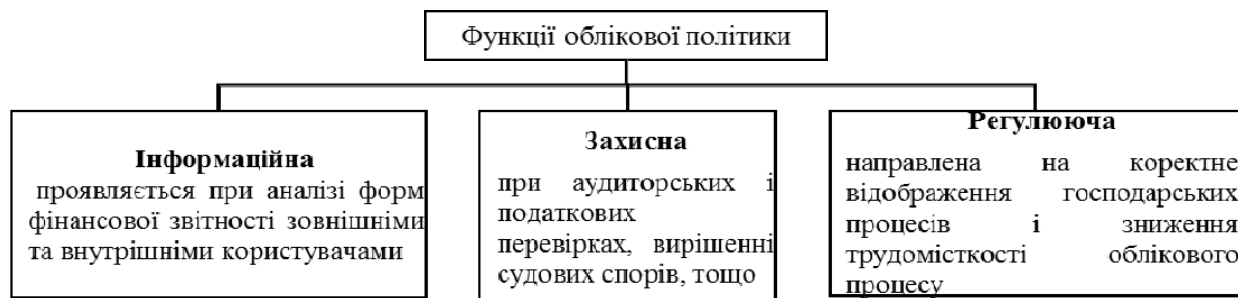 Функції облікової політики
Інформаційна
проявляється при аналізі форм
фінансової звітності зовнішніми
та внутрішніми користувачами
Захисна
при аудиторських і
податкових
перевірках, вирішенні
судових спорів, тощо
Регулююча
направлена на коректне
відображення господарських
процесів і зниження
трудомісткості облікового
процесу